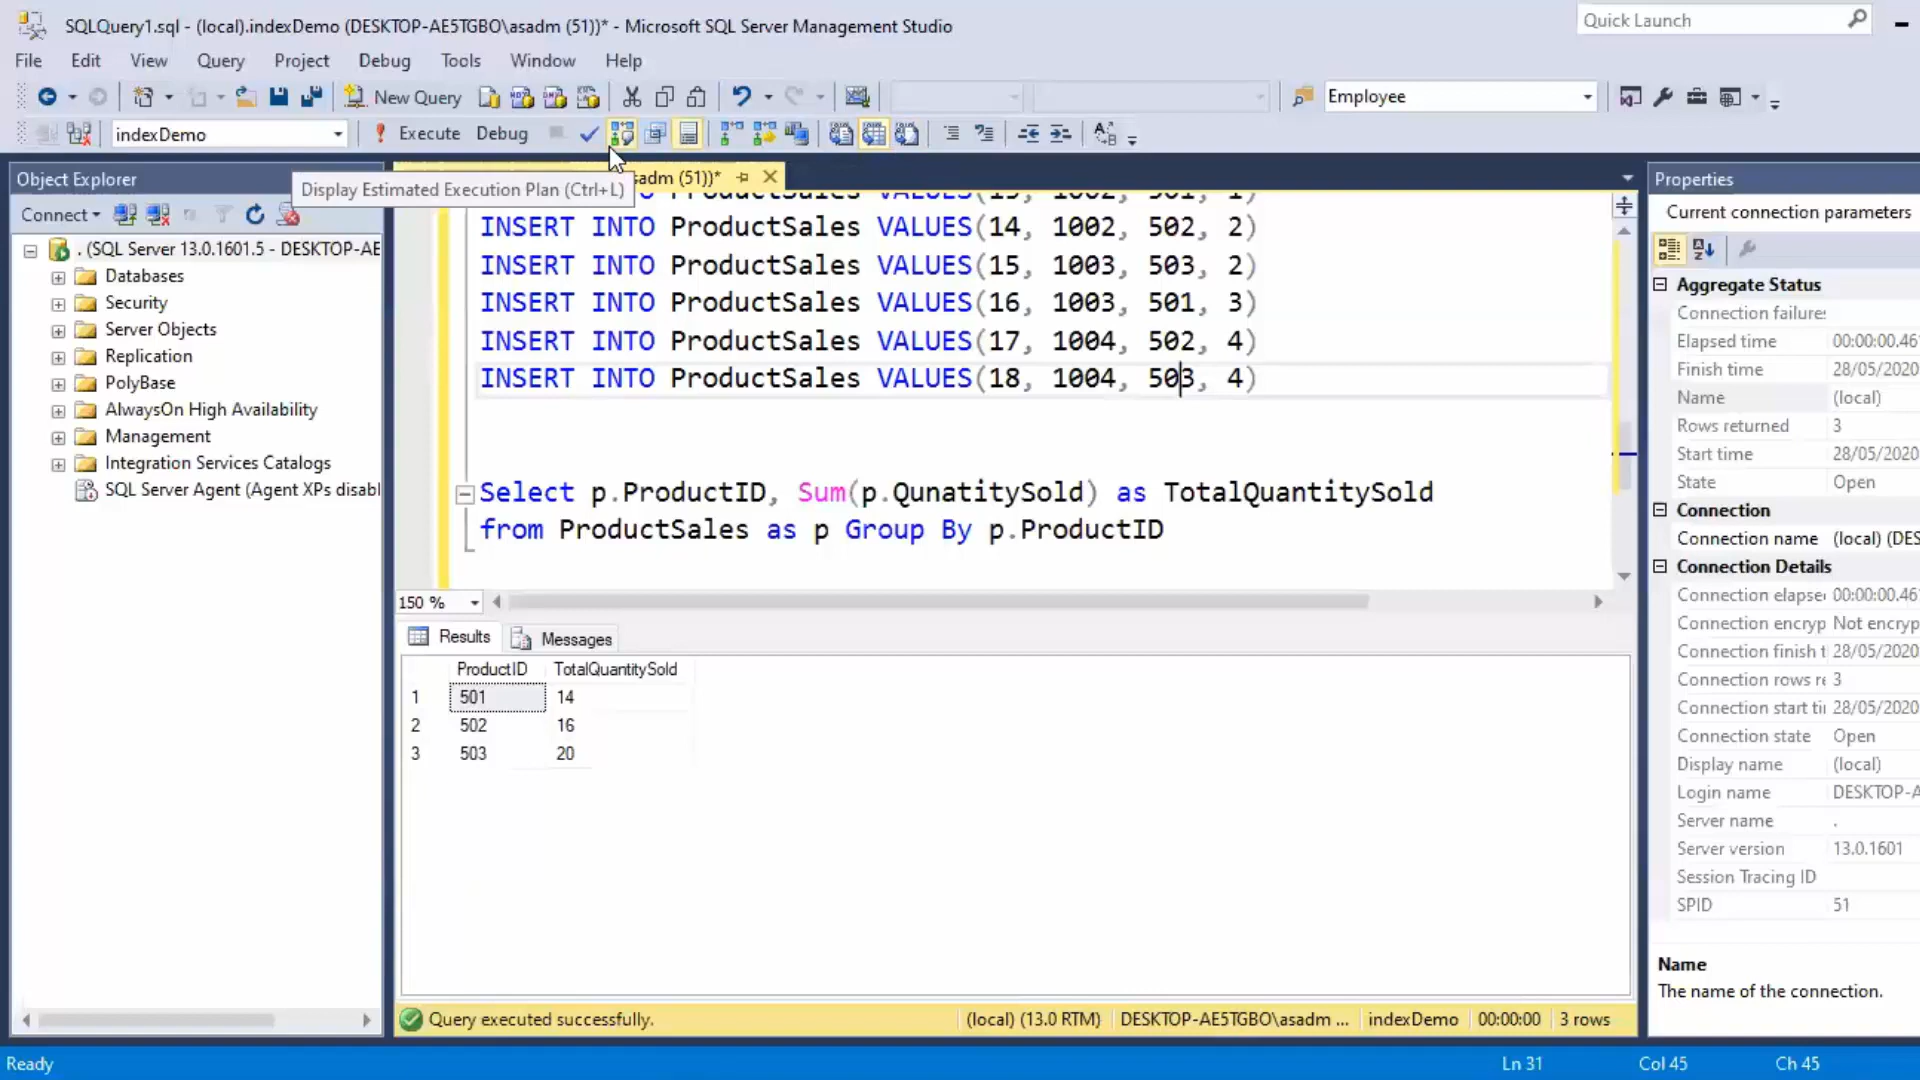 SQLQuery1.sql - (local).indexDemo (DESKTOP-AE5TGBO\asadm (51))* - Microsoft SQL Server Management Studio
Quick Launch
File Edit View Query Project Debug Tools Window Help
New Query
Employee
indexDemo
Execute Debug
Object Explorer
Display Estimated Execution Plan (Ctrl+L)
sadm (51))*
Properties
Connect
Current connection parameters
. (SQL Server 13.0.1601.5 - DESKTOP-AE
Databases
Security
Server Objects
Replication
PolyBase
AlwaysOn High Availability
Management
Integration Services Catalogs
SQL Server Agent (Agent XPs disabl
INSERT INTO ProductSales VALUES(14, 1002, 502, 2)
INSERT INTO ProductSales VALUES(15, 1003, 503, 2)
INSERT INTO ProductSales VALUES(16, 1003, 501, 3)
INSERT INTO ProductSales VALUES(17, 1004, 502, 4)
INSERT INTO ProductSales VALUES(18, 1004, 503, 4)
Select p.ProductID, Sum(p.QunatitySold) as TotalQuantitySold
from ProductSales as p Group By p.ProductID
150 %
Results Messages
ProductID TotalQuantitySold
1 501 14
2 502 16
3 503 20
Query executed successfully.
(local) (13.0 RTM) DESKTOP-AE5TGBO\asadm ... indexDemo 00:00:00 3 rows
Aggregate Status
Connection failures
Elapsed time 00:00:00.46
Finish time 28/05/2020
Name (local)
Rows returned 3
Start time 28/05/2020
State Open
Connection
Connection name (local) (DES
Connection Details
Connection elapse 00:00:00.46
Connection encryp Not encryp
Connection finish t 28/05/2020
Connection rows re 3
Connection start ti 28/05/2020
Connection state Open
Display name (local)
Login name DESKTOP-A
Server name .
Server version 13.0.1601
Session Tracing ID
SPID 51
Name
The name of the connection.
Ready
Ln 31 Col 45 Ch 45